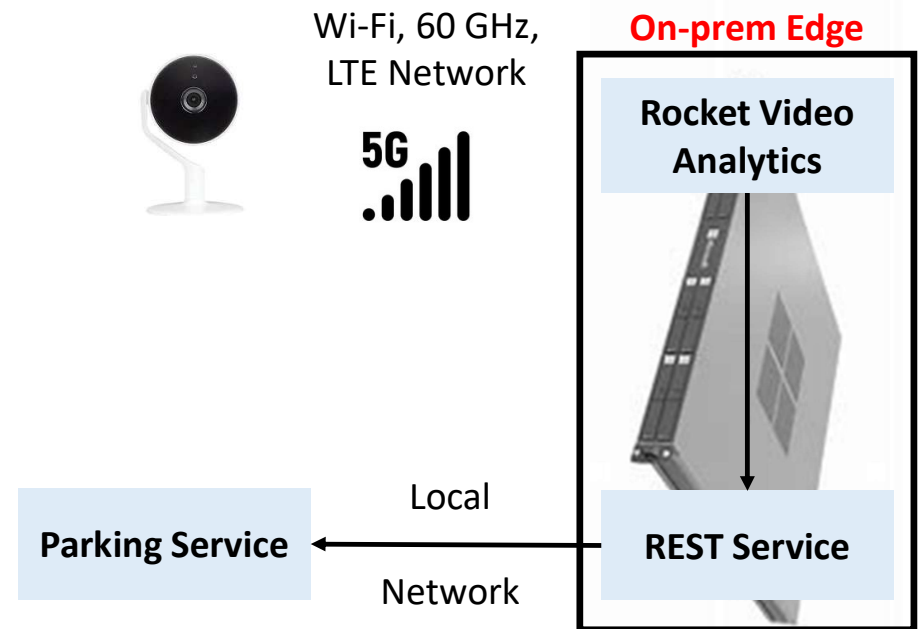 Wi-Fi, 60 GHz,
LTE Network
On-prem Edge
5G
Rocket Video
Analytics
Local
Network
Parking Service
REST Service